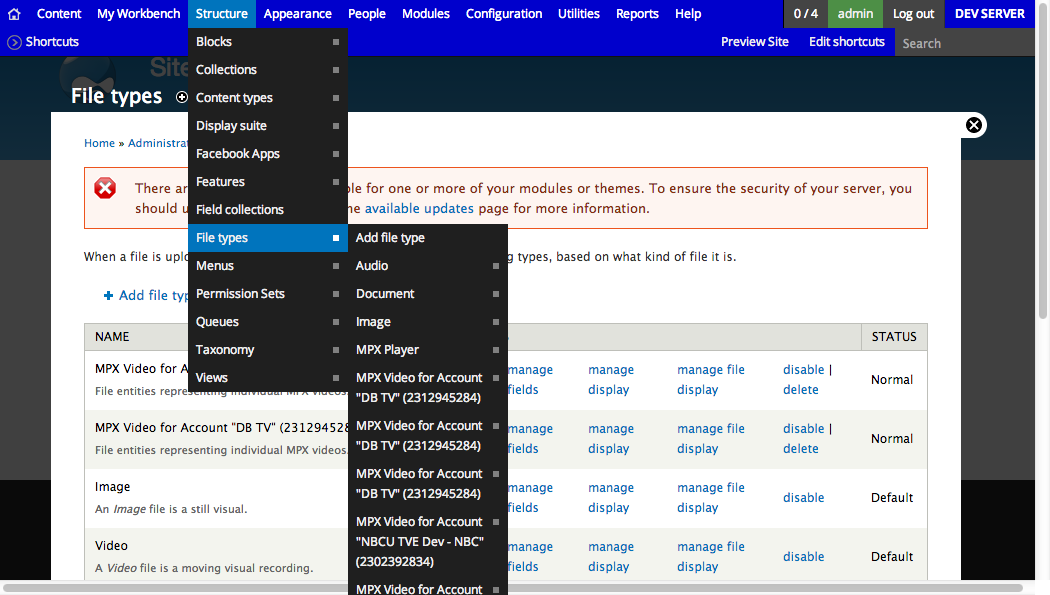 Content My Workbench Structure Appearance People Modules Configuration Utilities Reports Help 0 / 4 admin Log out DEV SERVER
Shortcuts Preview Site Edit shortcuts Search
Site
File types
Home » Administra
There ar
ble for one or more of your modules or themes. To ensure the security of your server, you
should u
he available updates page for more information.
When a file is uplo
g types, based on what kind of file it is.
Add file typ
Blocks
Collections
Content types
Display suite
Facebook Apps
Features
Field collections
File types
Menus
Permission Sets
Queues
Taxonomy
Views
Add file type
Audio
Document
Image
MPX Player
MPX Video for Account
"DB TV" (2312945284)
MPX Video for Account
"DB TV" (2312945284)
MPX Video for Account
"DB TV" (2312945284)
MPX Video for Account
"NBCU TVE Dev - NBC"
(2302392834)
MPX Video for Account
NAME STATUS
MPX Video for A
File entities representing individual MPX videos.
manage fields manage display manage file display disable | delete Normal
MPX Video for Account "DB TV" (231294528
File entities representing individual MPX videos
manage fields manage display manage file display disable | delete Normal
Image
An Image file is a still visual.
manage fields manage display manage file display disable Default
Video
A Video file is a moving visual recording.
manage fields manage display manage file display disable Default